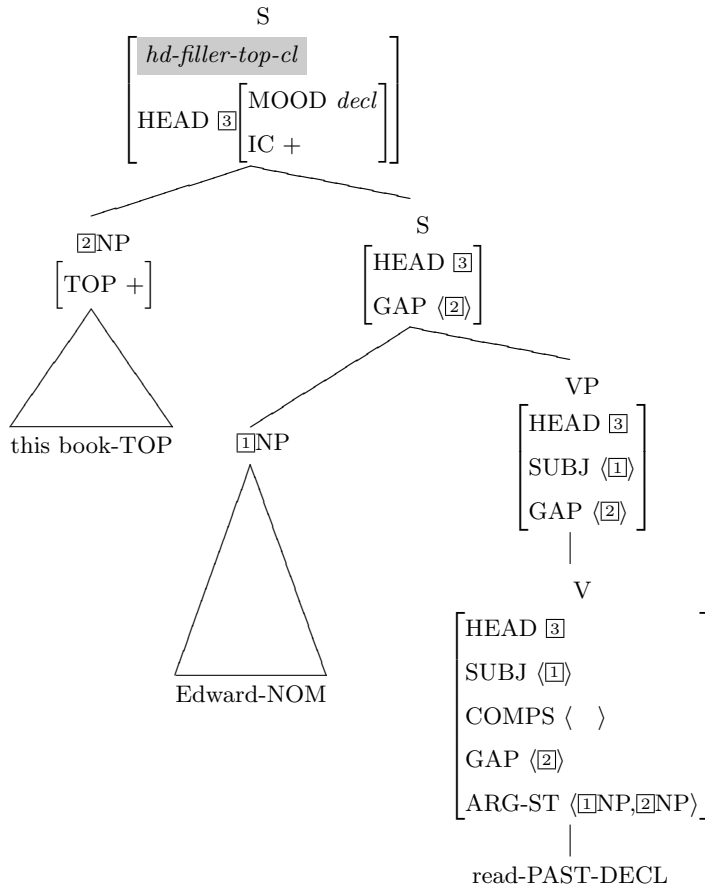 S
hd-filler-top-cl
HEAD 3 MOOD decl
IC +
2NP
TOP +
this book-TOP
S
HEAD 3
GAP ⟨2⟩
1NP
Edward-NOM
VP
HEAD 3
SUBJ ⟨1⟩
GAP ⟨2⟩
V
HEAD 3
SUBJ ⟨1⟩
COMPS ⟨ ⟩
GAP ⟨2⟩
ARG-ST ⟨1NP,2NP⟩
read-PAST-DECL